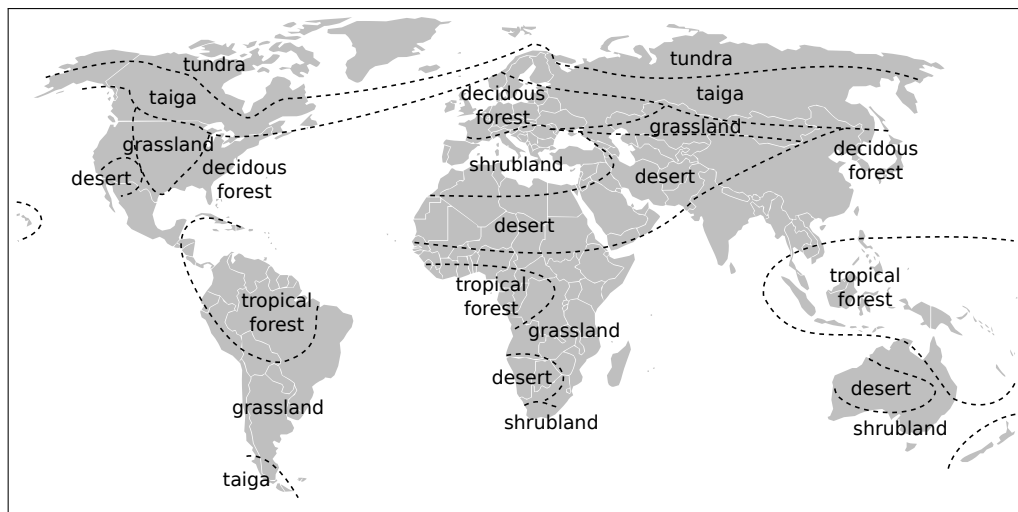 tundra
tundra
taiga
taiga
decidous
forest
grassland
grassland
decidous
forest
shrubland
desert
decidous
forest
desert
desert
tropical
forest
tropical
forest
tropical
forest
grassland
desert
desert
grassland
shrubland
shrubland
taiga